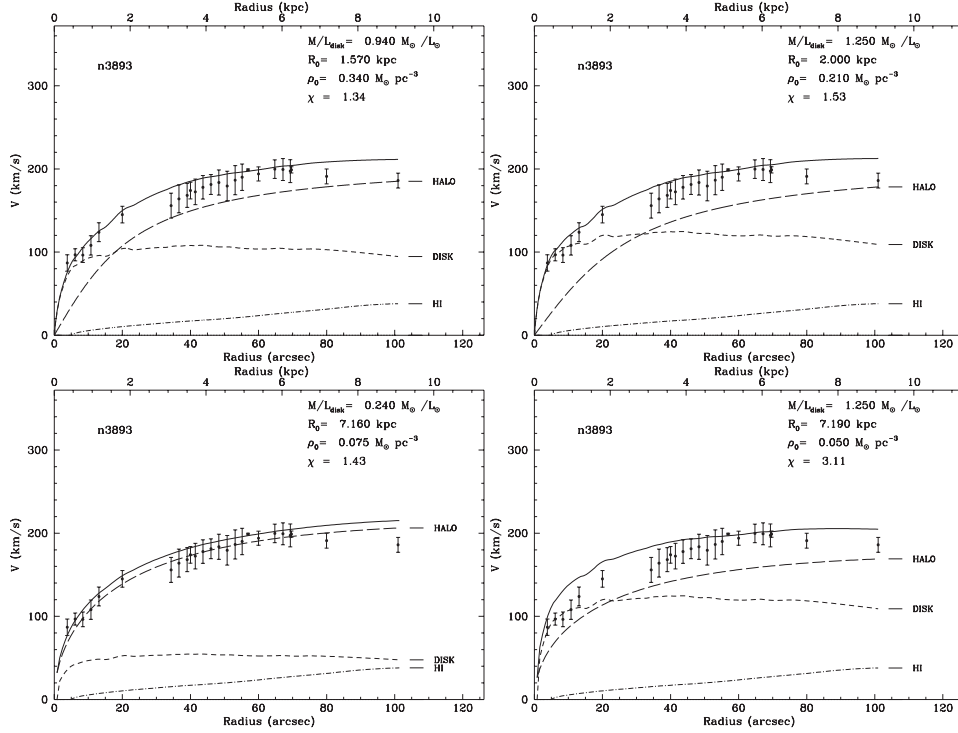 Radius (kpc)
0 2 4 6 8 10
M/Ldisk= 0.940 M⊙ /L⊙
R0= 1.570 kpc
ρ0= 0.340 M⊙ pc−3
χ = 1.34
n3893
300
200
100
0
V (km/s)
HALO
DISK
HI
0 20 40 60 80 100 120
Radius (arcsec)
Radius (kpc)
0 2 4 6 8 10
M/Ldisk= 1.250 M⊙ /L⊙
R0= 2.000 kpc
ρ0= 0.210 M⊙ pc−3
χ = 1.53
n3893
300
200
100
0
V (km/s)
HALO
DISK
HI
0 20 40 60 80 100 120
Radius (arcsec)
Radius (kpc)
0 2 4 6 8 10
M/Ldisk= 0.240 M⊙ /L⊙
R0= 7.160 kpc
ρ0= 0.075 M⊙ pc−3
χ = 1.43
n3893
300
200
100
0
V (km/s)
HALO
DISK
HI
0 20 40 60 80 100 120
Radius (arcsec)
Radius (kpc)
0 2 4 6 8 10
M/Ldisk= 1.250 M⊙ /L⊙
R0= 7.190 kpc
ρ0= 0.050 M⊙ pc−3
χ = 3.11
n3893
300
200
100
0
V (km/s)
HALO
DISK
HI
0 20 40 60 80 100 120
Radius (arcsec)